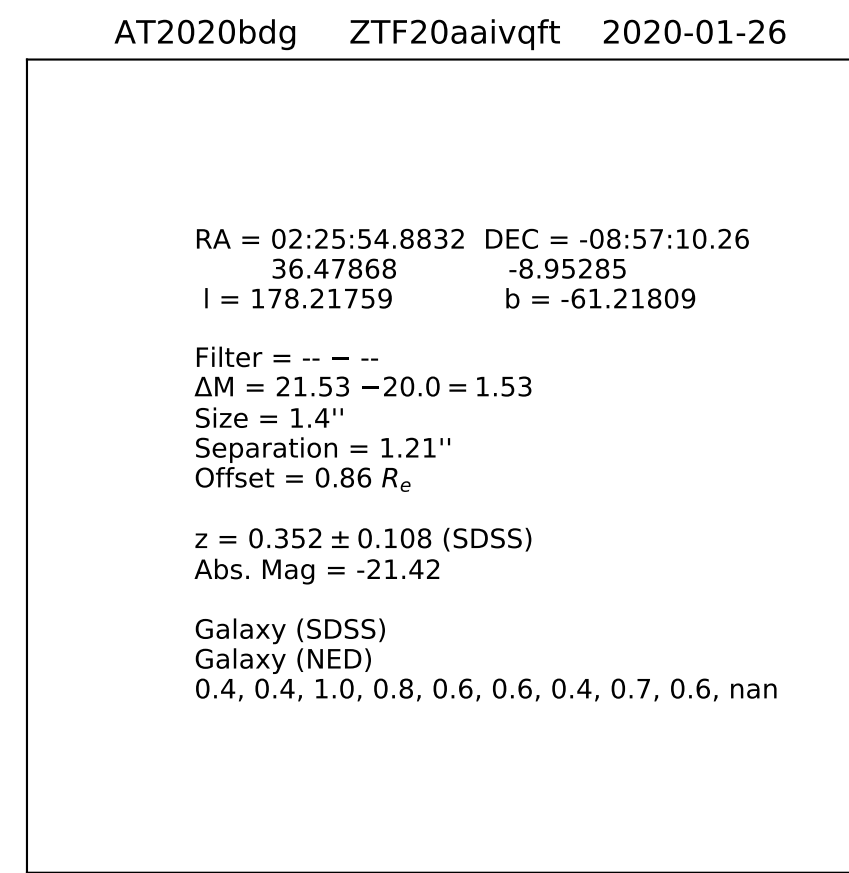 AT2020bdg ZTF20aaivqft 2020-01-26
RA = 02:25:54.8832 DEC = -08:57:10.26
36.47868 -8.95285
l = 178.21759 b = -61.21809
Filter = -- − --
ΔM = 21.53 −20.0 = 1.53
Size = 1.4''
Separation = 1.21''
Offset = 0.86 Rₑ
z = 0.352 ± 0.108 (SDSS)
Abs. Mag = -21.42
Galaxy (SDSS)
Galaxy (NED)
0.4, 0.4, 1.0, 0.8, 0.6, 0.6, 0.4, 0.7, 0.6, nan